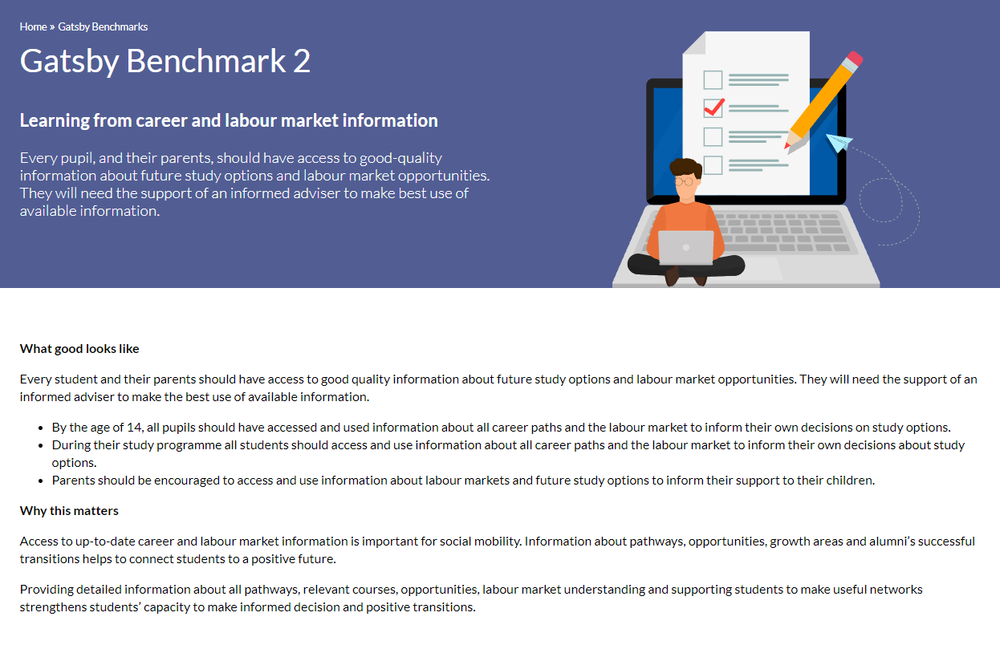 Home » Gatsby Benchmarks
Gatsby Benchmark 2
Learning from career and labour market information
Every pupil, and their parents, should have access to good-quality
information about future study options and labour market opportunities.
They will need the support of an informed adviser to make best use of
available information.
What good looks like
Every student and their parents should have access to good quality information about future study options and labour market opportunities. They will need the support of an
informed adviser to make the best use of available information.
• By the age of 14, all pupils should have accessed and used information about all career paths and the labour market to inform their own decisions on study options.
• During their study programme all students should access and use information about all career paths and the labour market to inform their own decisions about study
options.
• Parents should be encouraged to access and use information about labour markets and future study options to inform their support to their children.
Why this matters
Access to up-to-date career and labour market information is important for social mobility. Information about pathways, opportunities, growth areas and alumni’s successful
transitions helps to connect students to a positive future.
Providing detailed information about all pathways, relevant courses, opportunities, labour market understanding and supporting students to make useful networks
strengthens students’ capacity to make informed decision and positive transitions.